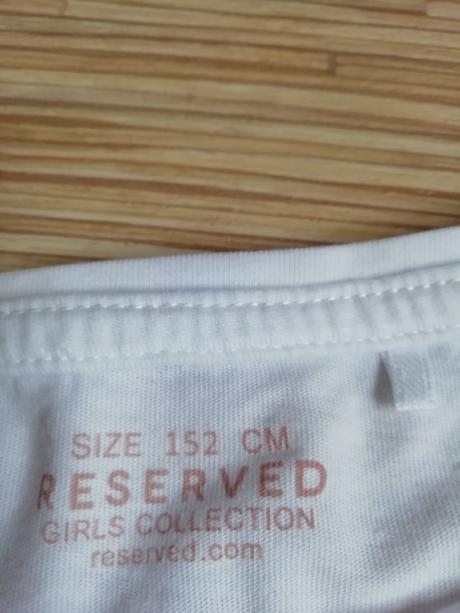 SIZE 152 CM
RESERVED
GIRLS COLLECTION
reserved.com